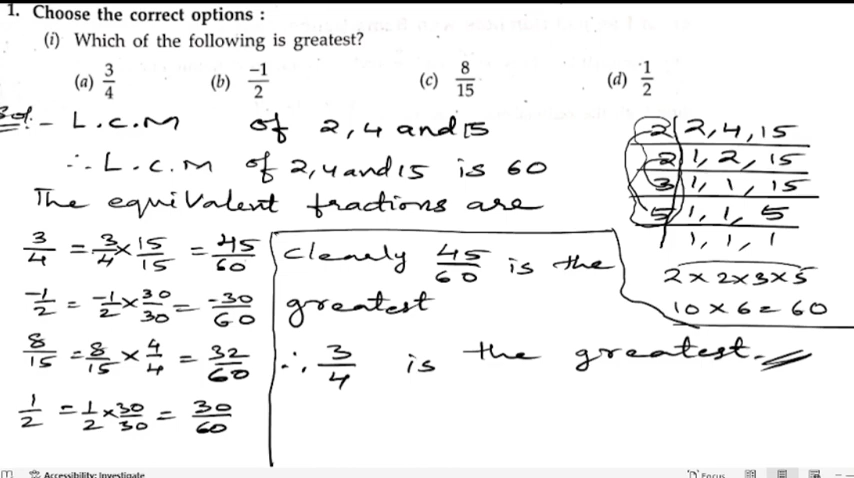 1. Choose the correct options :
(i) Which of the following is greatest?
(a) 3/4 (b) -1/2 (c) 8/15 (d) 1/2
Sol. - L.C.M of 2, 4 and 15
∴ L.C.M of 2, 4 and 15 is 60
The equivalent fractions are
3/4 = 3/4 × 15/15 = 45/60
-1/2 = -1/2 × 30/30 = -30/60
8/15 = 8/15 × 4/4 = 32/60
1/2 = 1/2 × 30/30 = 30/60
clearly 45/60 is the
greatest
∴ 3/4 is the greatest.
2 | 2, 4, 15
2 | 1, 2, 15
3 | 1, 1, 15
5 | 1, 1, 5
1, 1, 1
2 × 2 × 3 × 5
10 × 6 = 60
Accessibility: Investigate
Focus